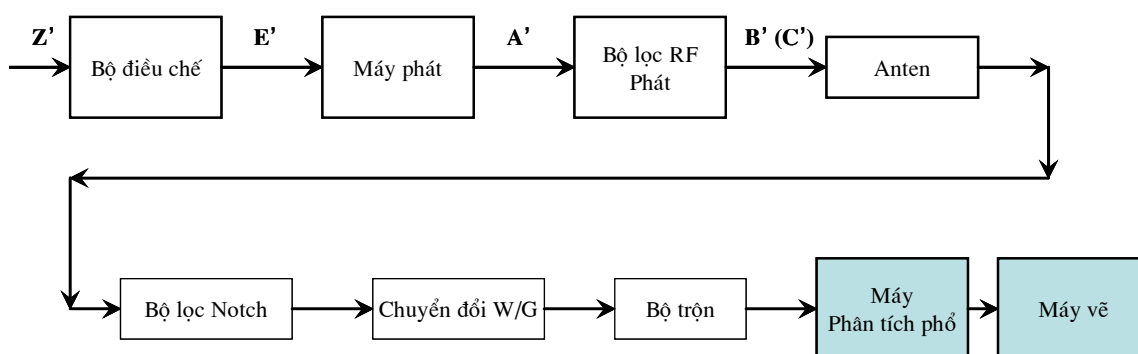 Z’
E’
A’
B’ (C’)
Bộ điều chế
Máy phát
Bộ lọc RF
Phát
Anten
Bộ lọc Notch
Chuyển đổi W/G
Bộ trộn
Máy
Phân tích phổ
Máy vẽ